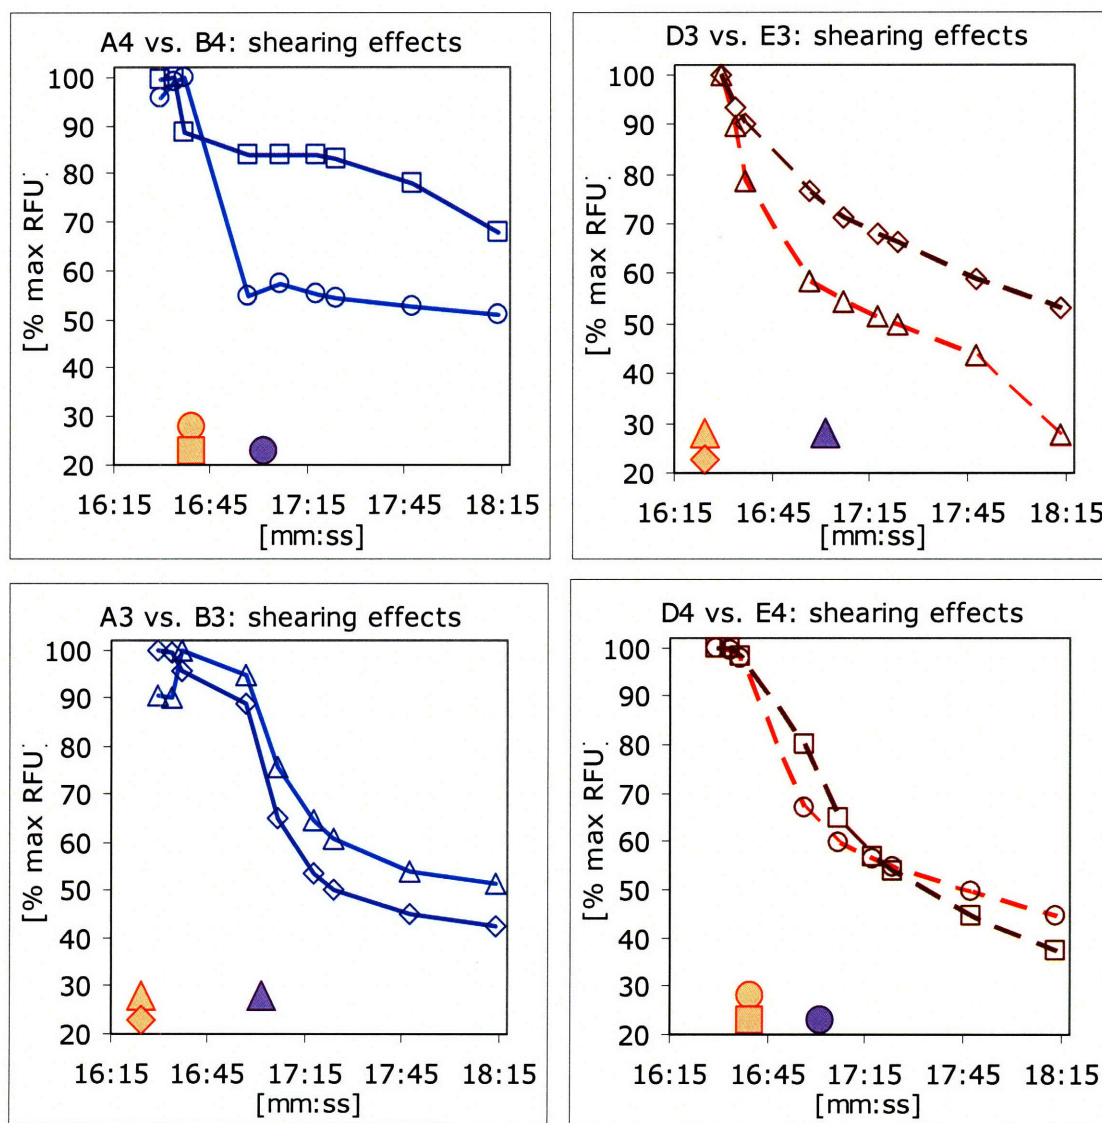 A4 vs. B4: shearing effects
[% max RFU]
100
90
80
70
60
50
40
30
20
16:15 16:45 17:15 17:45 18:15
[mm:ss]
D3 vs. E3: shearing effects
[% max RFU]
100
90
80
70
60
50
40
30
20
16:15 16:45 17:15 17:45 18:15
[mm:ss]
A3 vs. B3: shearing effects
[% max RFU]
100
90
80
70
60
50
40
30
20
16:15 16:45 17:15 17:45 18:15
[mm:ss]
D4 vs. E4: shearing effects
[% max RFU]
100
90
80
70
60
50
40
30
20
16:15 16:45 17:15 17:45 18:15
[mm:ss]